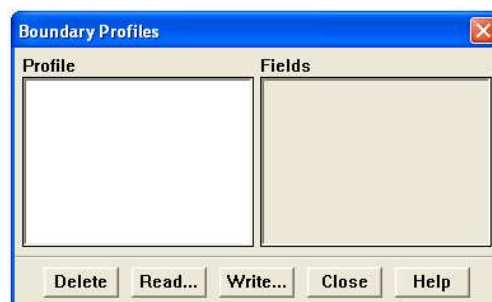 Boundary Profiles
Profile Fields
Delete Read... Write... Close Help